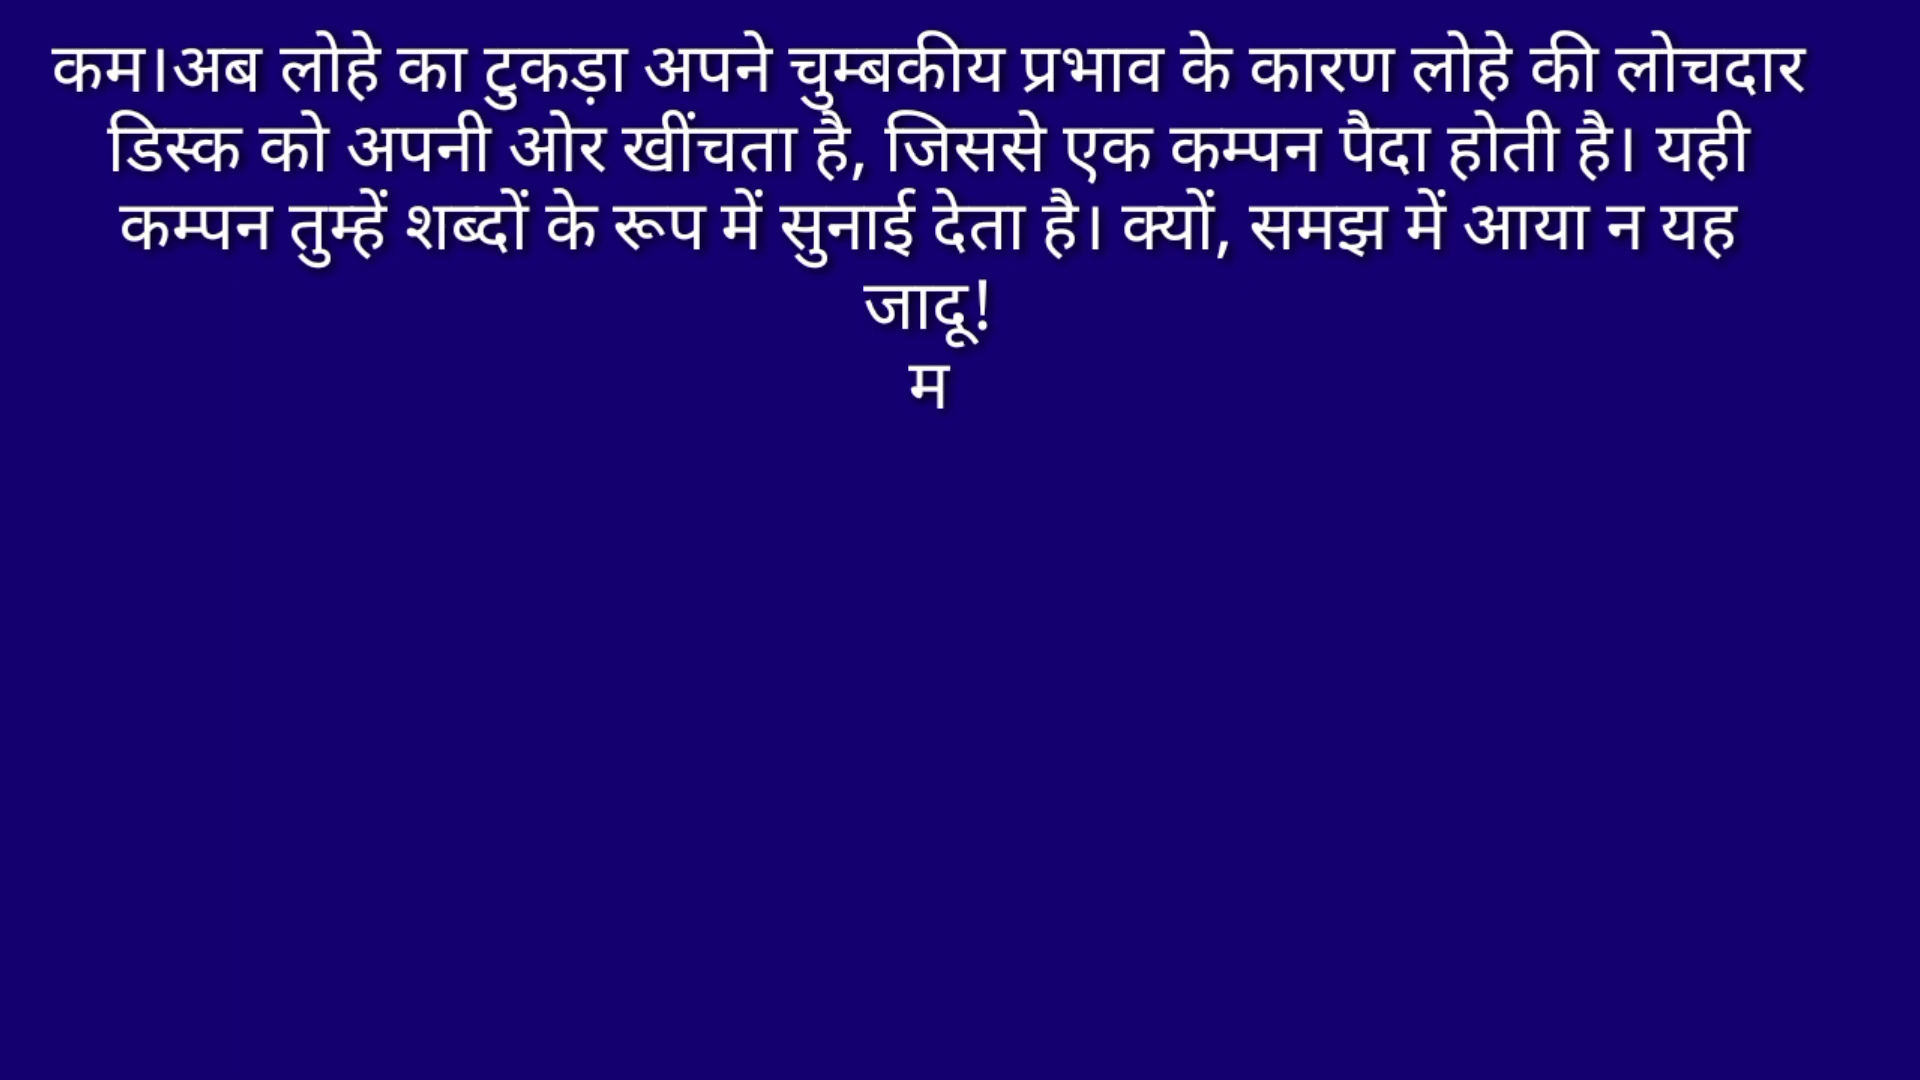 कम।अब लोहे का टुकड़ा अपने चुम्बकीय प्रभाव के कारण लोहे की लोचदार
डिस्क को अपनी ओर खींचता है, जिससे एक कम्पन पैदा होती है। यही
कम्पन तुम्हें शब्दों के रूप में सुनाई देता है। क्यों, समझ में आया न यह
जादू!
म